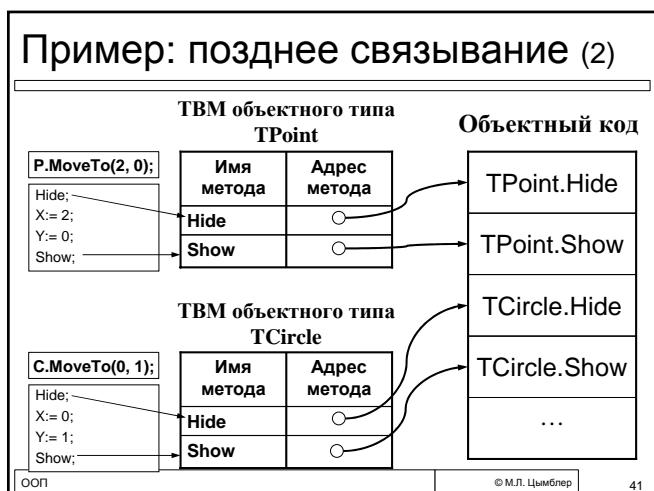 Пример: позднее связывание (2)
ТВМ объектного типа
TPoint
Объектный код
P.MoveTo(2, 0);
Hide;
X:= 2;
Y:= 0;
Show;
Имя метода
Адрес метода
Hide
Show
TPoint.Hide
TPoint.Show
TCircle.Hide
TCircle.Show
…
ТВМ объектного типа
TCircle
C.MoveTo(0, 1);
Hide;
X:= 0;
Y:= 1;
Show;
Имя метода
Адрес метода
Hide
Show
ООП
© М.Л. Цымблер
41